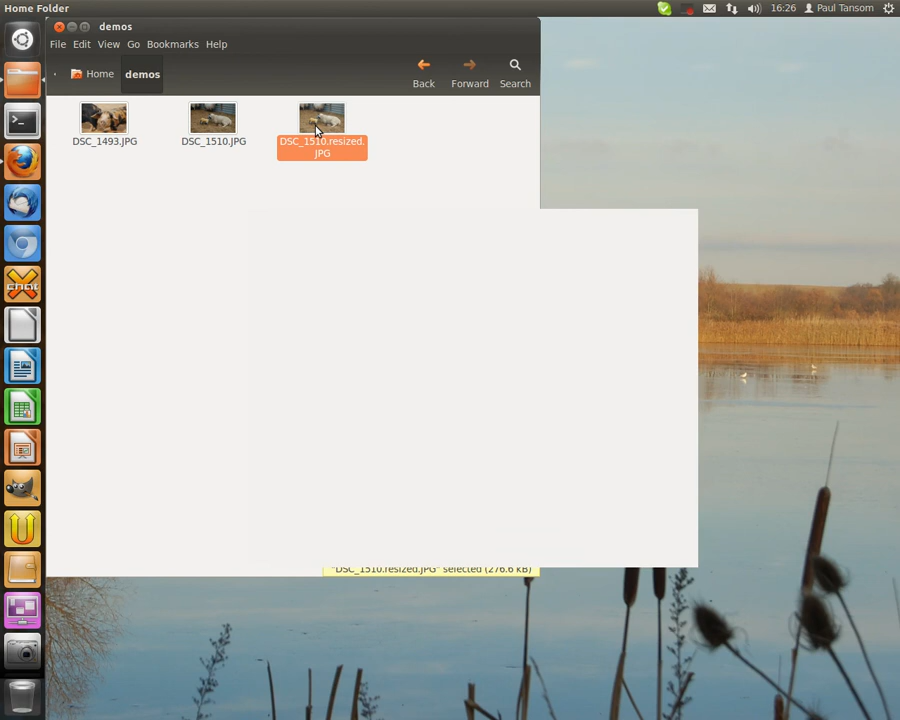 Home Folder
16:26
Paul Tansom
demos
File Edit View Go Bookmarks Help
Home
demos
Back
Forward
Search
DSC_1493.JPG
DSC_1510.JPG
DSC_1510.resized.
JPG
"DSC_1510.resized.JPG" selected (276.6 kB)